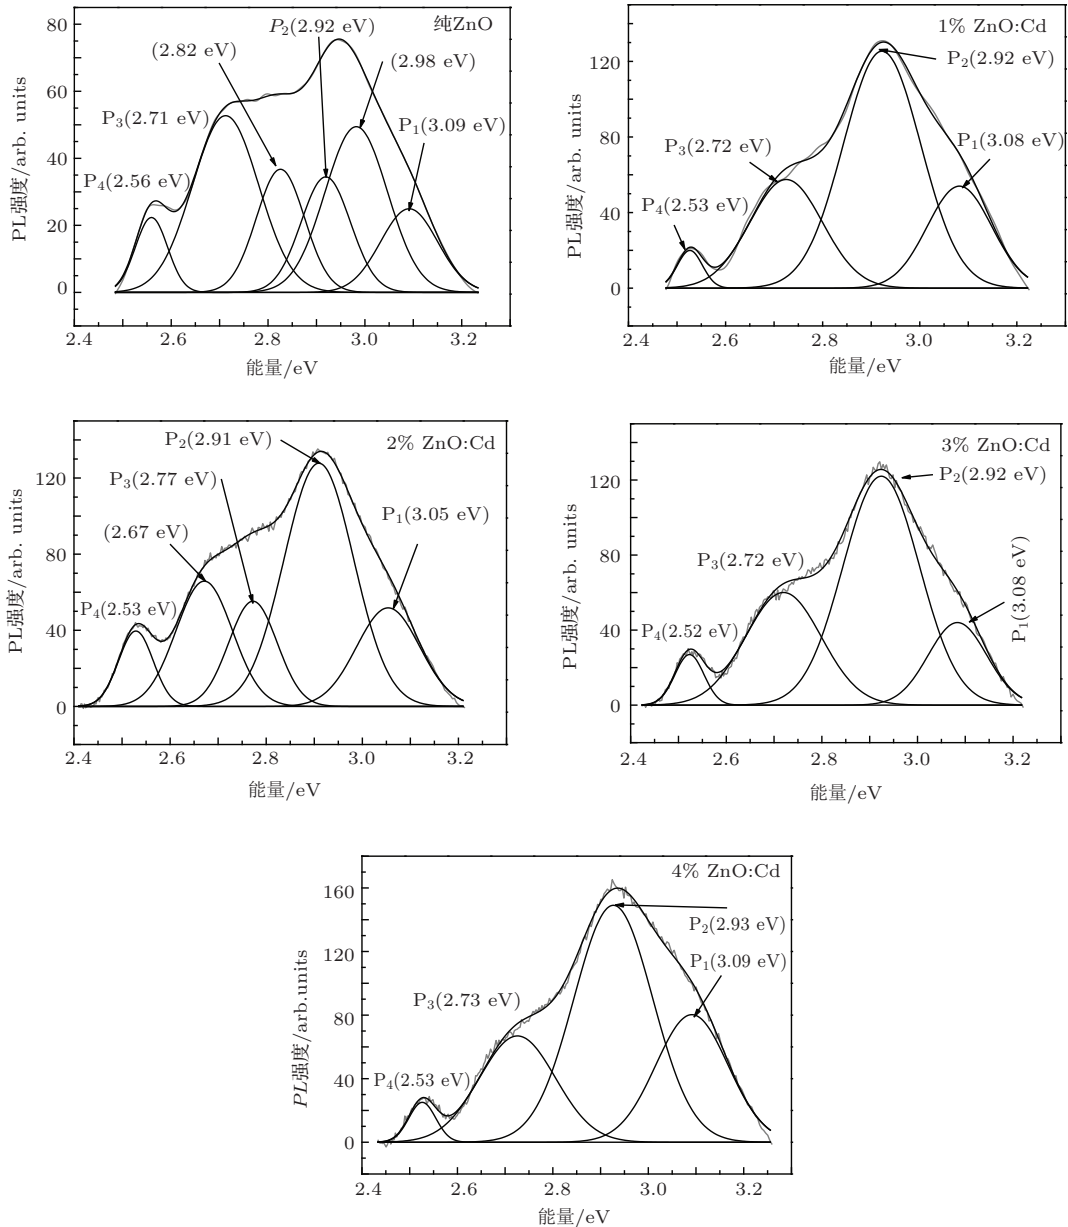 纯ZnO
P2(2.92 eV)
(2.82 eV)
(2.98 eV)
P3(2.71 eV)
P1(3.09 eV)
P4(2.56 eV)
PL强度/arb. units
80
60
40
20
0
2.4 2.6 2.8 3.0 3.2
能量/eV
1% ZnO:Cd
P2(2.92 eV)
P3(2.72 eV)
P1(3.08 eV)
P4(2.53 eV)
PL强度/arb. units
120
80
40
0
2.4 2.6 2.8 3.0 3.2
能量/eV
2% ZnO:Cd
P2(2.91 eV)
P3(2.77 eV)
(2.67 eV)
P1(3.05 eV)
P4(2.53 eV)
PL强度/arb. units
120
80
40
0
2.4 2.6 2.8 3.0 3.2
能量/eV
3% ZnO:Cd
P2(2.92 eV)
P3(2.72 eV)
P1(3.08 eV)
P4(2.52 eV)
PL强度/arb. units
120
80
40
0
2.4 2.6 2.8 3.0 3.2
能量/eV
4% ZnO:Cd
P2(2.93 eV)
P1(3.09 eV)
P3(2.73 eV)
P4(2.53 eV)
PL强度/arb.units
160
120
80
40
0
2.4 2.6 2.8 3.0 3.2
能量/eV